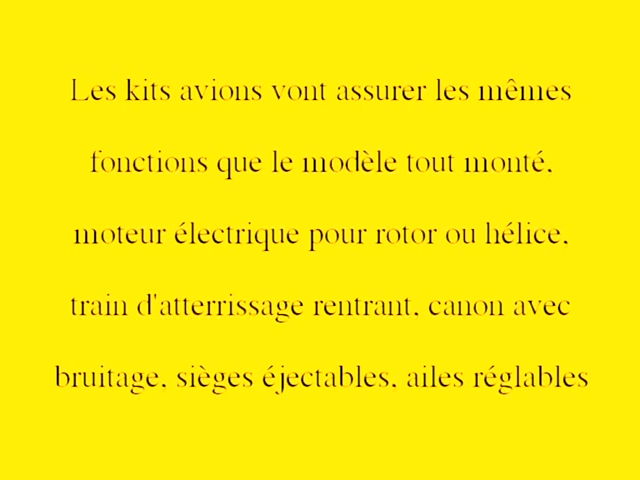 Les kits avions vont assurer les mêmes
fonctions que le modèle tout monté,
moteur électrique pour rotor ou hélice,
train d'atterrissage rentrant, canon avec
bruitage, sièges éjectables, ailes réglables